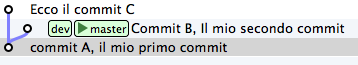 Ecco il commit C
dev master Commit B, Il mio secondo commit
commit A, il mio primo commit